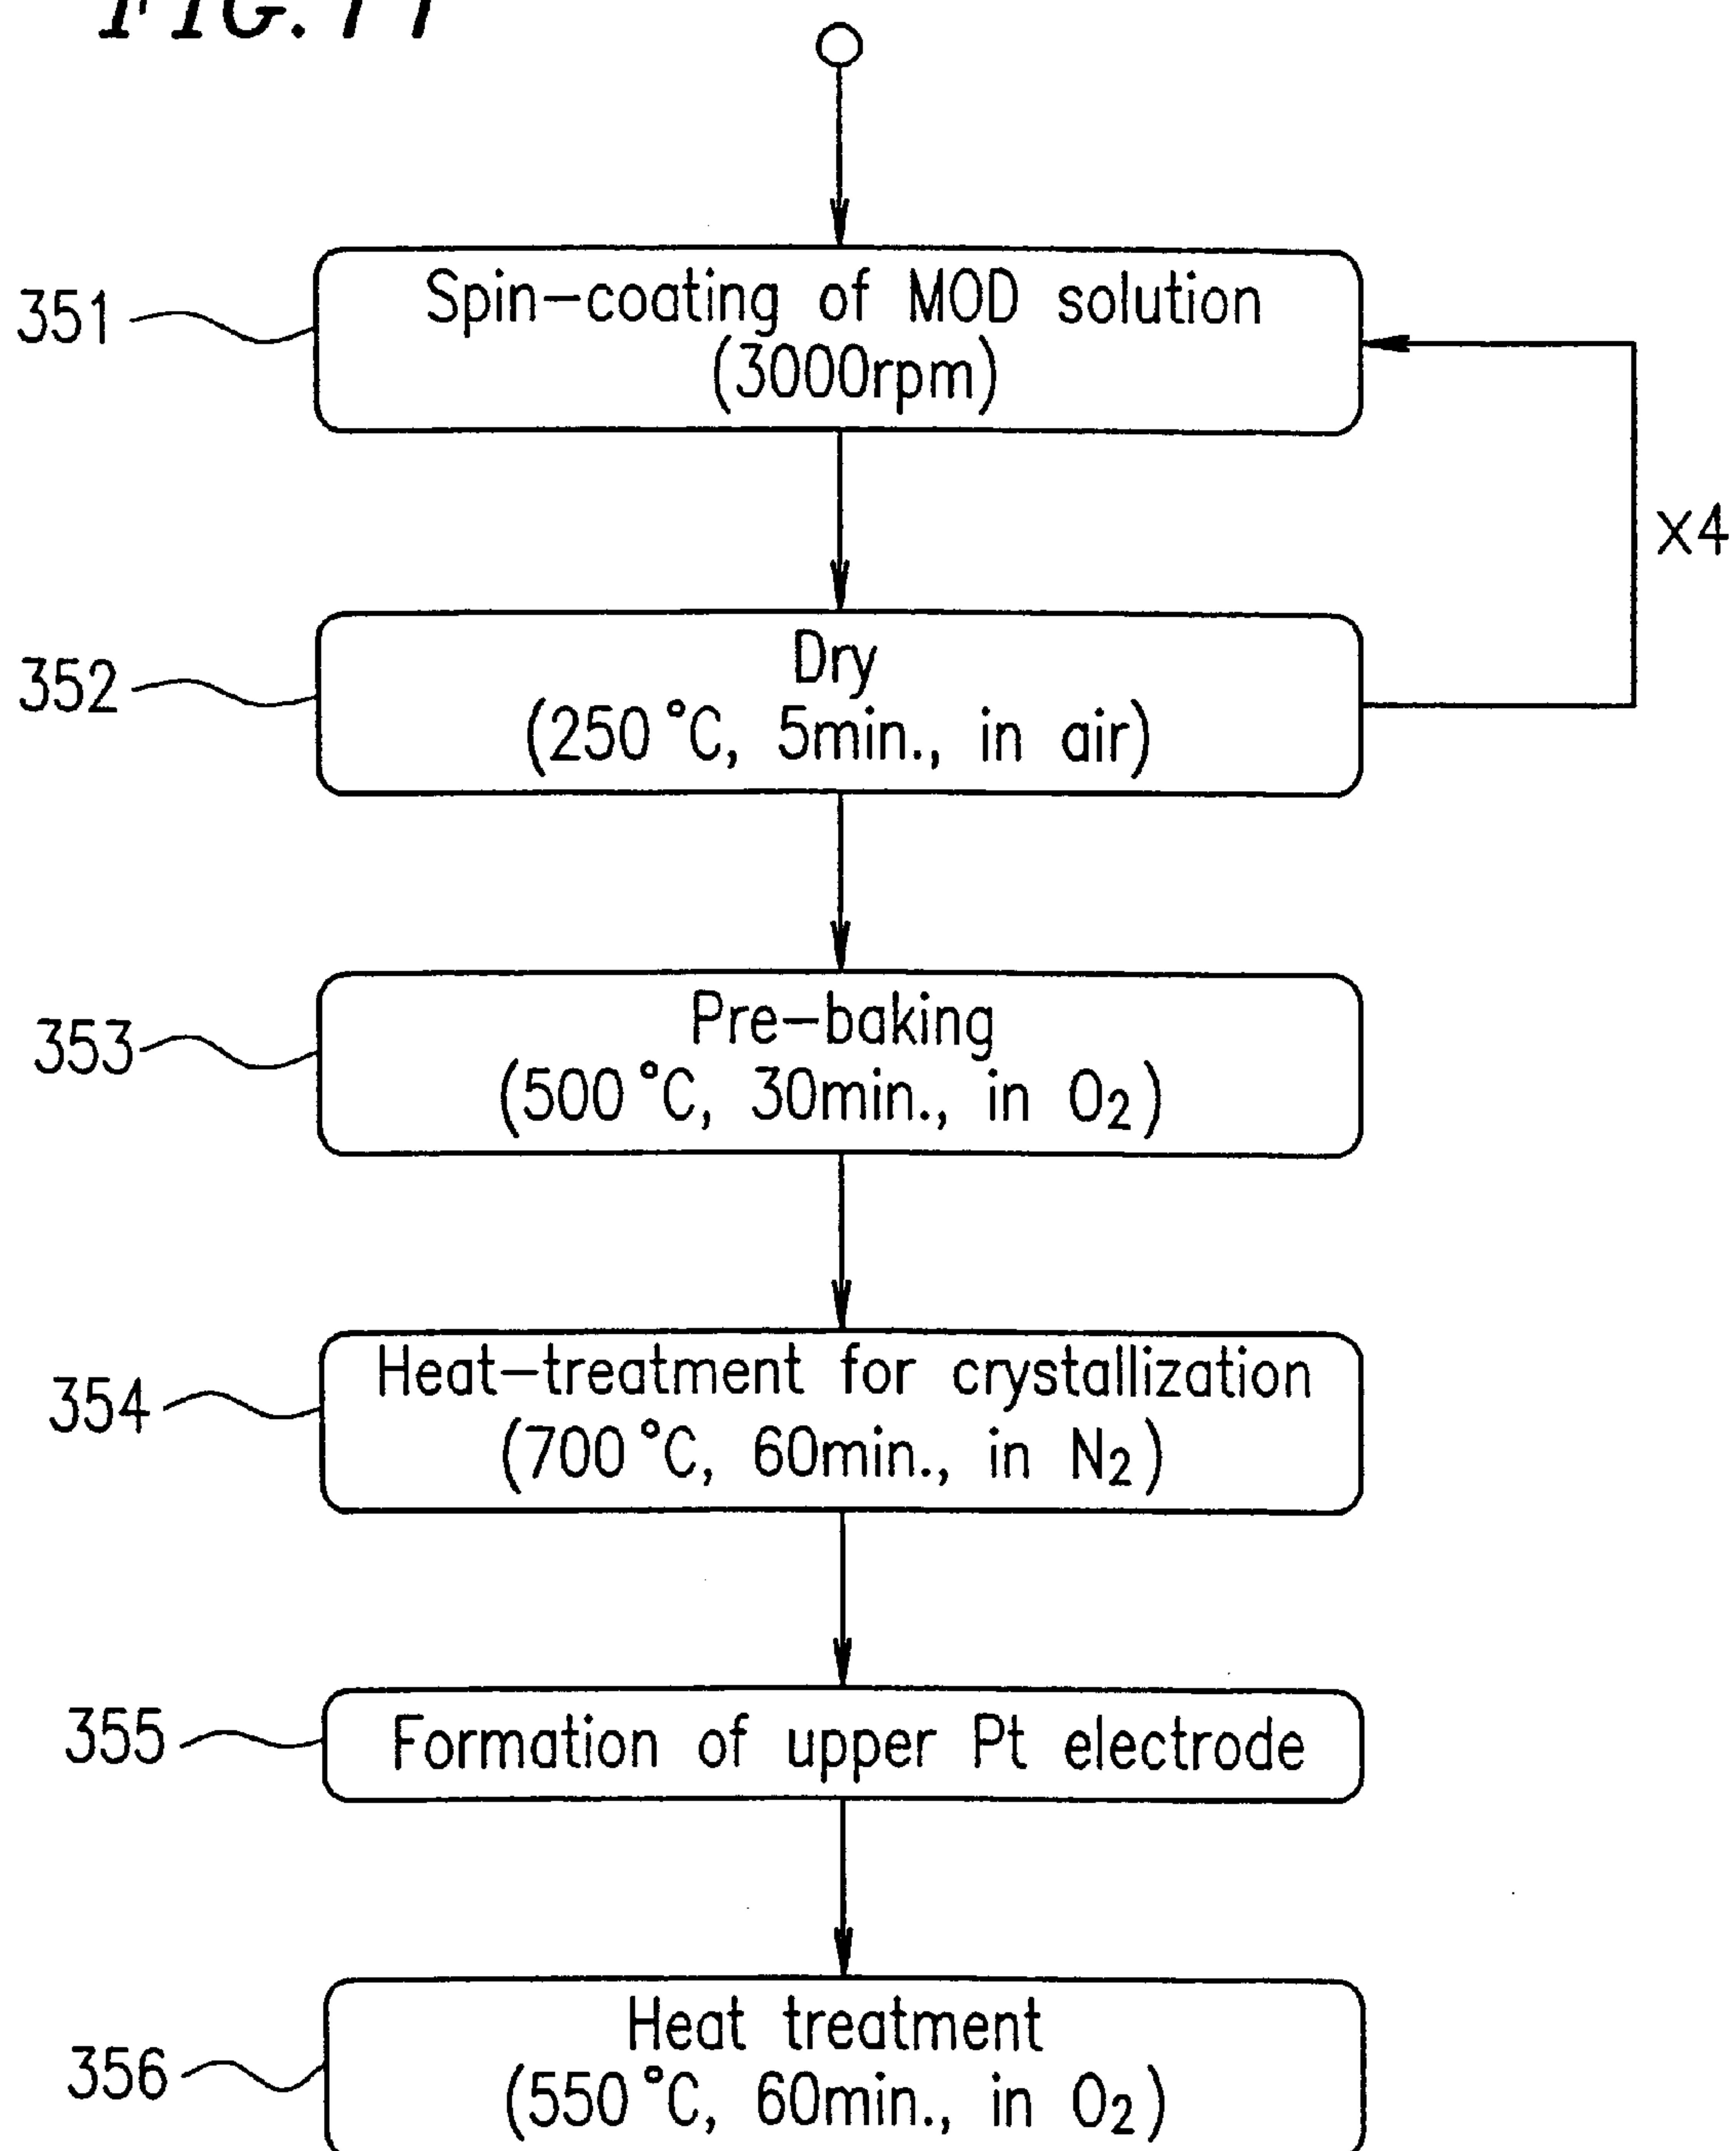 FIG.
351
Spin-coating of MOD solution
(3000rpm)
X4
352
Dry
(250°C, 5min., in air)
353
Pre-baking
(500°C, 30min., in O₂)
354
Heat-treatment for crystallization
(700°C, 60min., in N₂)
355
Formation of upper Pt electrode
356
Heat treatment
(550°C, 60min., in O₂)